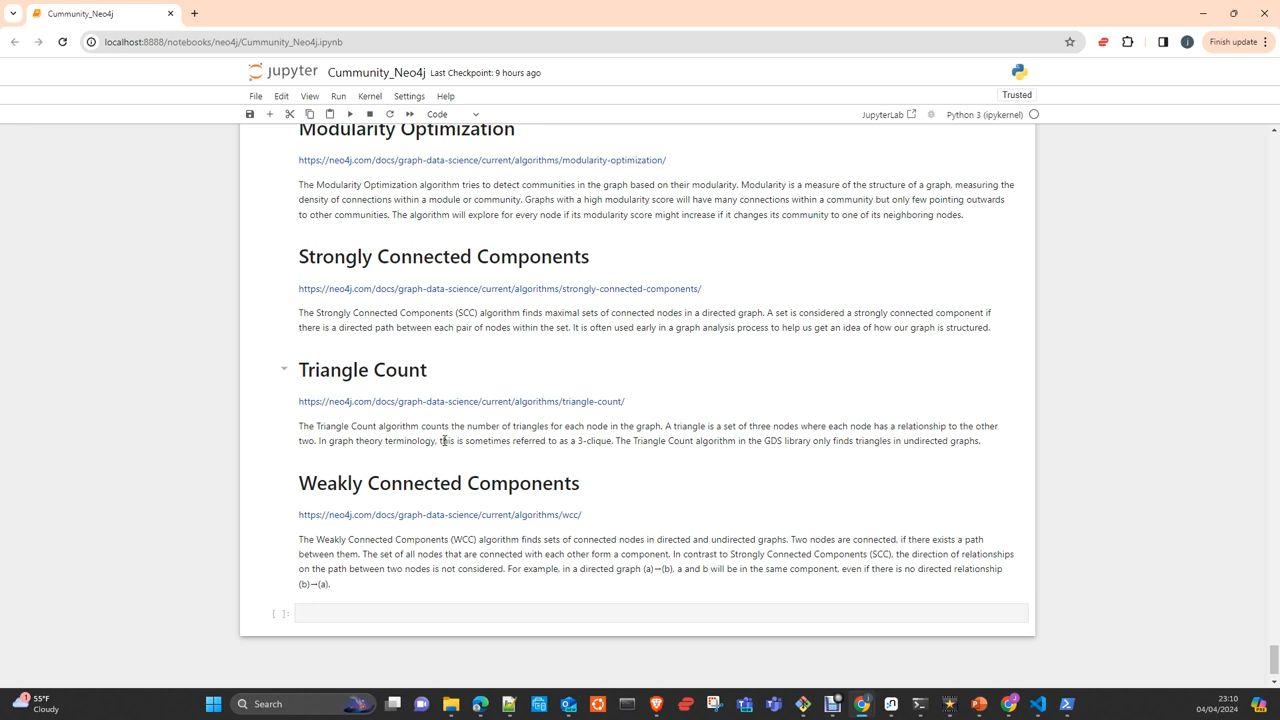 Cummunity_Neo4j
localhost:8888/notebooks/neo4j/Cummunity_Neo4j.ipynb
j
Finish update
jupyter Cummunity_Neo4j Last Checkpoint: 9 hours ago
File Edit View Run Kernel Settings Help
Trusted
Code
JupyterLab
Python 3 (ipykernel)
Modularity Optimization
https://neo4j.com/docs/graph-data-science/current/algorithms/modularity-optimization/
The Modularity Optimization algorithm tries to detect communities in the graph based on their modularity. Modularity is a measure of the structure of a graph, measuring the
density of connections within a module or community. Graphs with a high modularity score will have many connections within a community but only few pointing outwards
to other communities. The algorithm will explore for every node if its modularity score might increase if it changes its community to one of its neighboring nodes.
Strongly Connected Components
https://neo4j.com/docs/graph-data-science/current/algorithms/strongly-connected-components/
The Strongly Connected Components (SCC) algorithm finds maximal sets of connected nodes in a directed graph. A set is considered a strongly connected component if
there is a directed path between each pair of nodes within the set. It is often used early in a graph analysis process to help us get an idea of how our graph is structured.
Triangle Count
https://neo4j.com/docs/graph-data-science/current/algorithms/triangle-count/
The Triangle Count algorithm counts the number of triangles for each node in the graph. A triangle is a set of three nodes where each node has a relationship to the other
two. In graph theory terminology, this is sometimes referred to as a 3-clique. The Triangle Count algorithm in the GDS library only finds triangles in undirected graphs.
Weakly Connected Components
https://neo4j.com/docs/graph-data-science/current/algorithms/wcc/
The Weakly Connected Components (WCC) algorithm finds sets of connected nodes in directed and undirected graphs. Two nodes are connected, if there exists a path
between them. The set of all nodes that are connected with each other form a component. In contrast to Strongly Connected Components (SCC), the direction of relationships
on the path between two nodes is not considered. For example, in a directed graph (a)→(b), a and b will be in the same component, even if there is no directed relationship
(b)→(a).
[ ]:
1
55°F
Cloudy
Search
23:10
04/04/2024